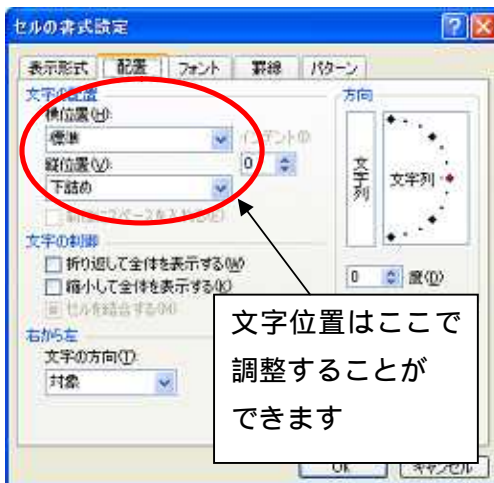 セルの書式設定
表示形式 配置 フォント 罫線 パターン
文字の配置
横位置(H):
標準
インデント(I):
縦位置(V):
0
下詰め
文字の制御
折り返して全体を表示する(W)
縮小して全体を表示する(K)
セルを結合する(M)
右から左
文字の方向(T):
対象
方向
文字列
文字列
0 度(D)
文字位置はここで
調整することが
できます
OK キャンセル